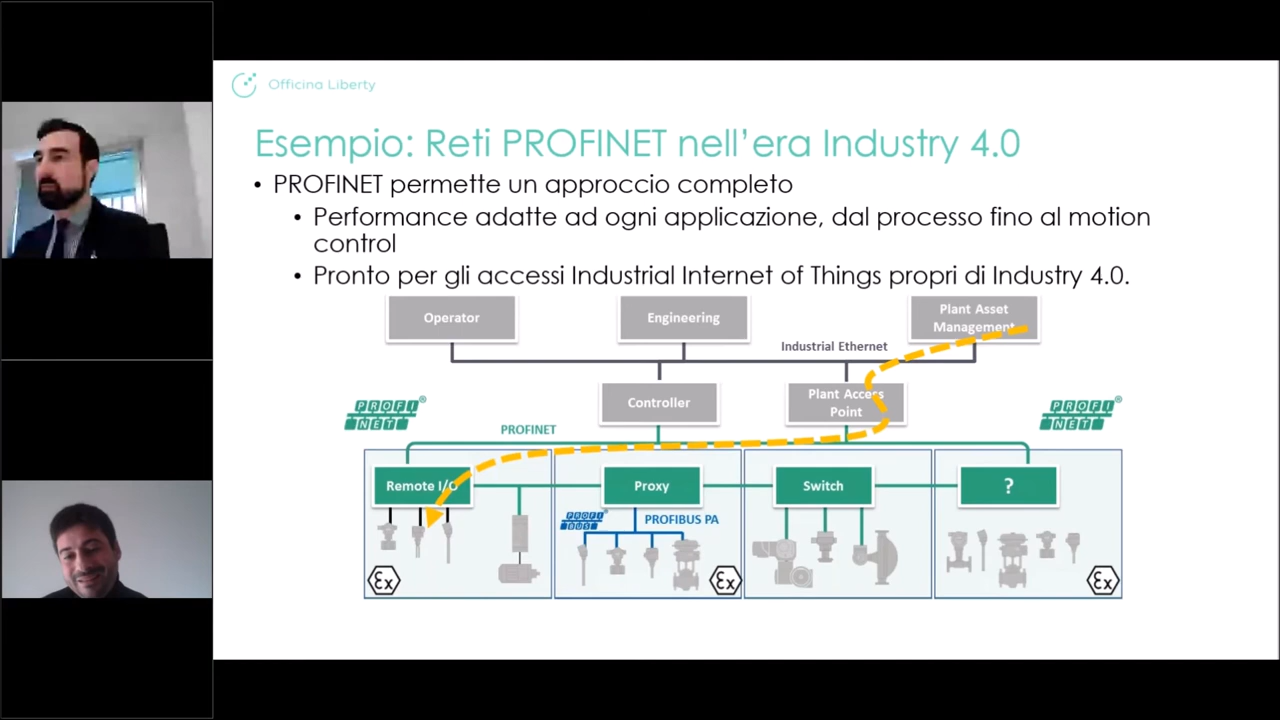 Officina Liberty
Esempio: Reti PROFINET nell'era Industry 4.0
• PROFINET permette un approccio completo
• Performance adatte ad ogni applicazione, dal processo fino al motion
control
• Pronto per gli accessi Industrial Internet of Things propri di Industry 4.0.
Operator
Engineering
Plant Asset
Management
Industrial Ethernet
Controller
Plant Access
Point
PROFI
NET
®
PROFI
NET
®
PROFINET
Remote I/O
Proxy
Switch
?
PROFI
BUS
®
PROFIBUS PA
Ex
Ex
Ex